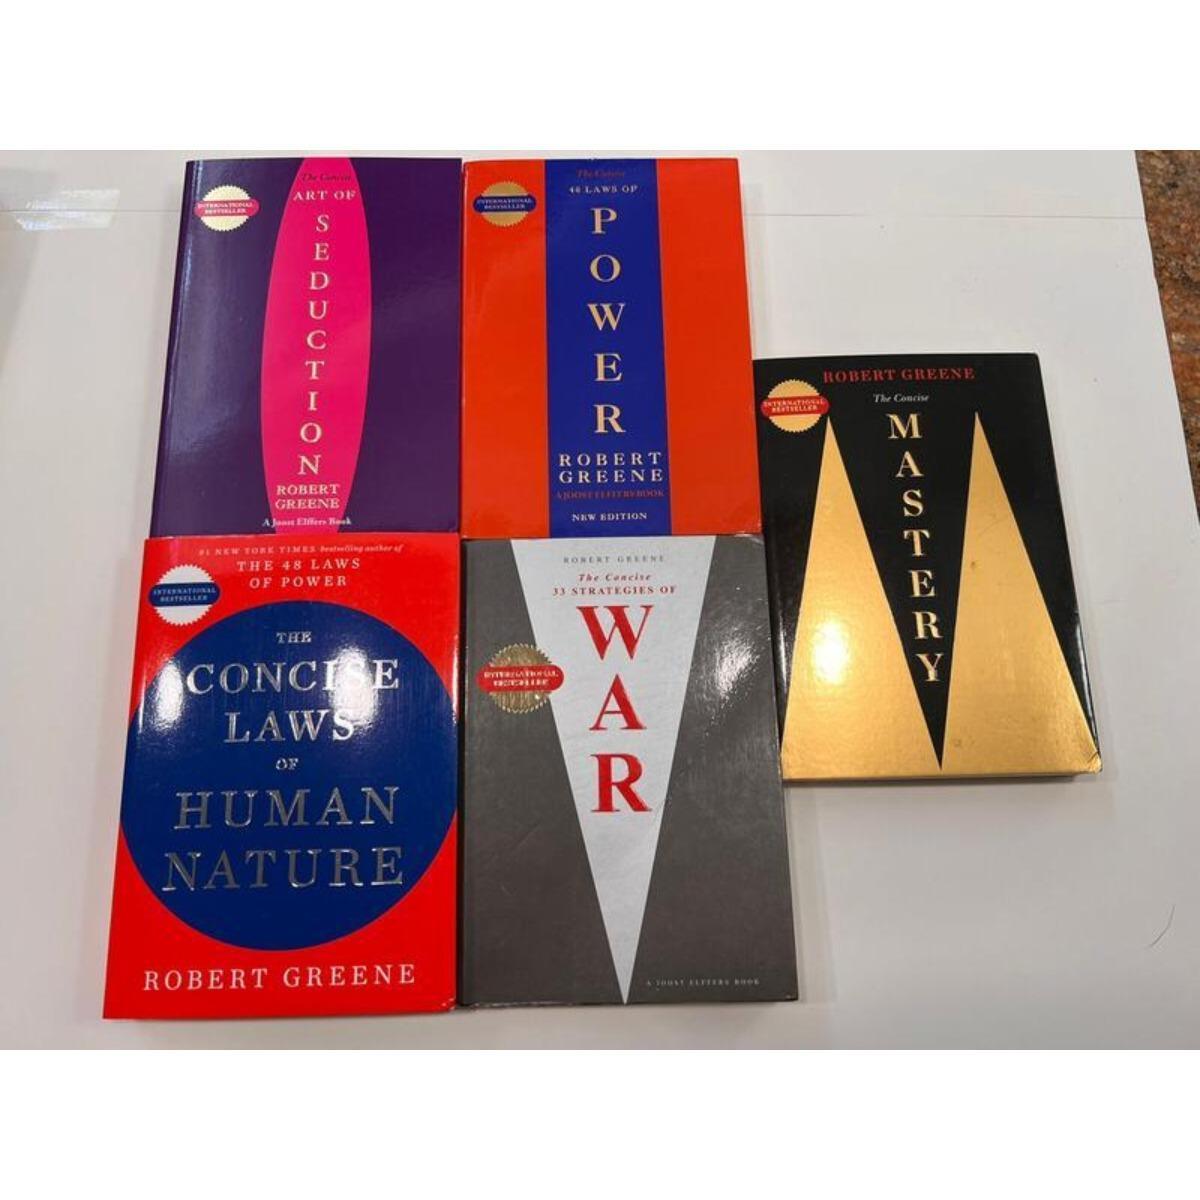 The Concise
ART OF
SEDUCTION
INTERNATIONAL
BESTSELLER
ROBERT
GREENE
A Joost Elffers Book
The Concise
48 LAWS OF
POWER
INTERNATIONAL
BESTSELLER
ROBERT
GREENE
A JOOST ELFFERS BOOK
NEW EDITION
ROBERT GREENE
The Concise
MASTERY
INTERNATIONAL
BESTSELLER
#1 NEW YORK TIMES-bestselling author of
THE 48 LAWS
OF POWER
INTERNATIONAL
BESTSELLER
THE
CONCISE
LAWS
OF
HUMAN
NATURE
ROBERT GREENE
ROBERT GREENE
The Concise
33 STRATEGIES OF
WAR
INTERNATIONAL
BESTSELLER
A JOOST ELFFERS BOOK